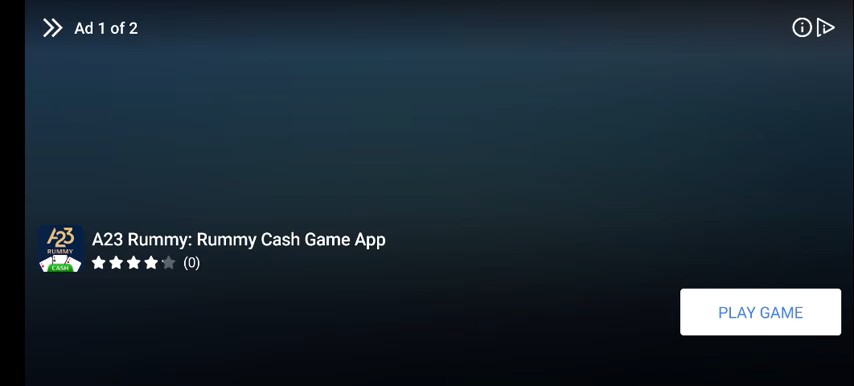 Ad 1 of 2
A23 Rummy: Rummy Cash Game App
A23
RUMMY
CASH
(0)
PLAY GAME